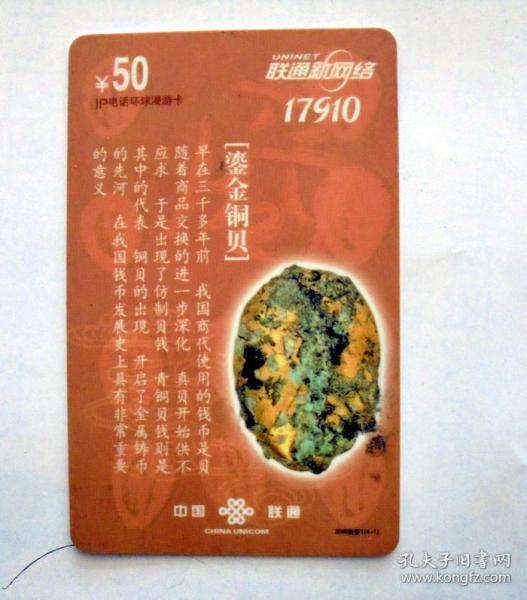 ¥50
IP电话环球漫游卡
UNINET
联通新网络
17910
[鎏金铜贝]
早在三千多年前 我国商代使用的钱币是贝
随着商品交换的进一步深化 真贝开始供不
应求 于是出现了仿制贝钱 青铜贝钱则是
其中的代表 铜贝的出现 开启了金属铸币
的先河 在我国钱币发展史上具有非常重要
的意义
中国 联通
CHINA UNICOM
孔夫子旧书网
www.kongfz.com